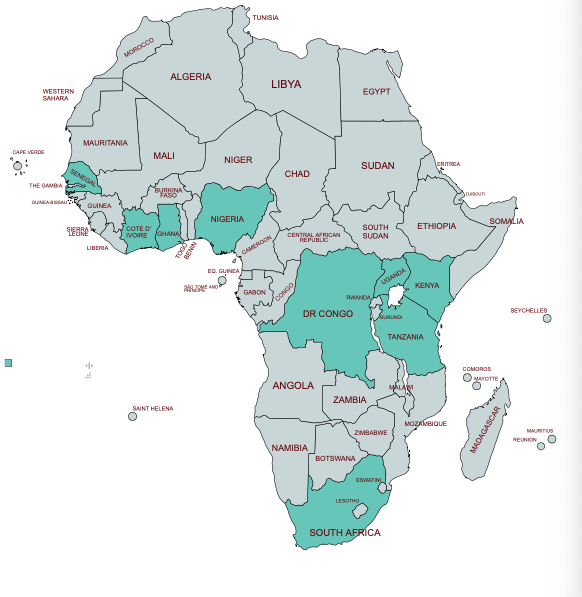 TUNISIA
MOROCCO
ALGERIA
LIBYA
EGYPT
WESTERN
SAHARA
MAURITANIA
MALI
NIGER
CHAD
SUDAN
ERITREA
CAPE VERDE
SENEGAL
THE GAMBIA
GUINEA-BISSAU
GUINEA
BURKINA
FASO
DJIBOUTI
SIERRA
LEONE
LIBERIA
COTE D'
IVOIRE
GHANA
TOGO
BENIN
NIGERIA
CAMEROON
CENTRAL AFRICAN
REPUBLIC
SOUTH
SUDAN
ETHIOPIA
SOMALIA
EQ. GUINEA
SÃO TOMÉ AND
PRINCIPE
GABON
CONGO
DR CONGO
UGANDA
KENYA
RWANDA
BURUNDI
TANZANIA
SEYCHELLES
COMOROS
MAYOTTE
SAINT HELENA
ANGOLA
ZAMBIA
MALAWI
MOZAMBIQUE
MADAGASCAR
MAURITIUS
REUNION
NAMIBIA
ZIMBABWE
BOTSWANA
ESWATINI
LESOTHO
SOUTH AFRICA